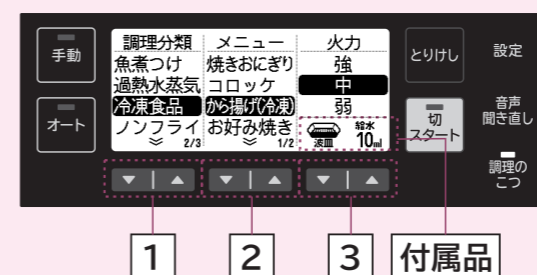 手動
オート
調理分類 メニュー 火力
魚煮つけ 焼きおにぎり 強
過熱水蒸気 コロッケ 中
冷凍食品 から揚げ(冷凍) 弱
ノンフライ お好み焼き
2/3 1/2
波皿 給水 10ml
とりけし
切
スタート
設定
音声
聞き直し
調理の
こつ
▼ | ▲ ▼ | ▲ ▼ | ▲
1 2 3 付属品